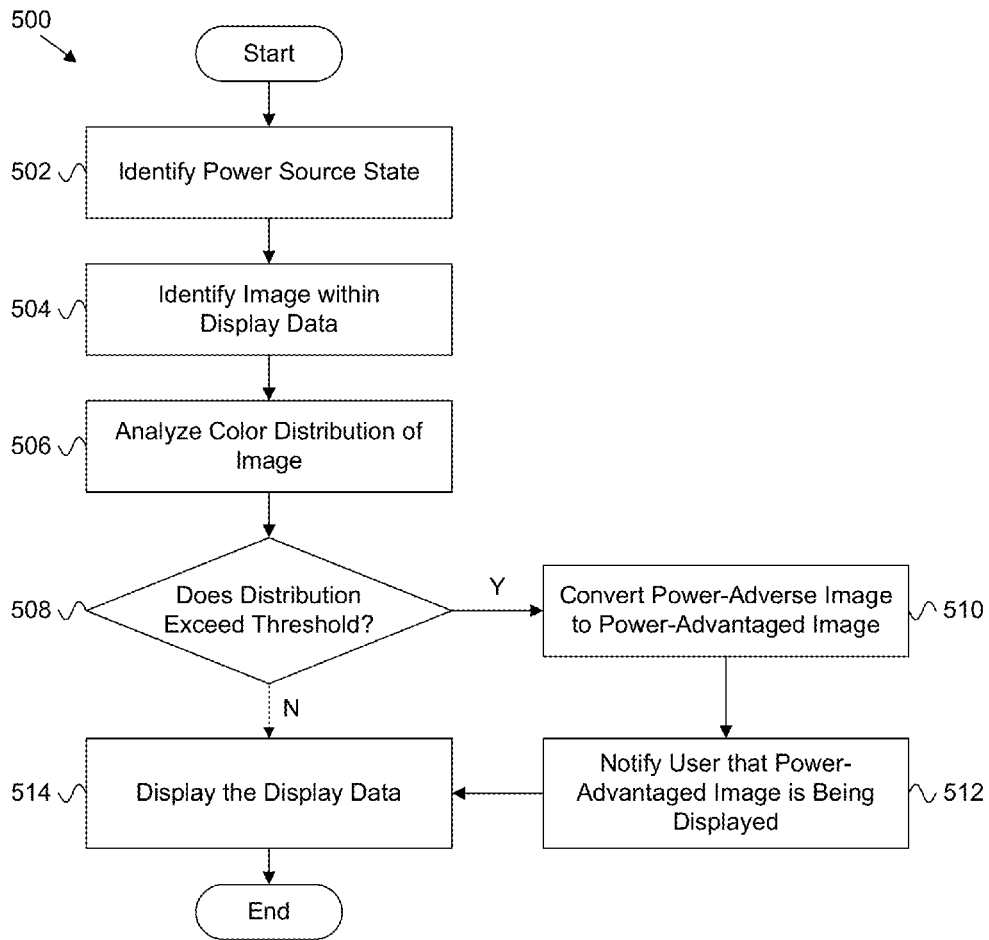 500
Start
502
Identify Power Source State
504
Identify Image within
Display Data
506
Analyze Color Distribution of
Image
508
Does Distribution
Exceed Threshold?
Y
Convert Power-Adverse Image
to Power-Advantaged Image
510
N
514
Display the Display Data
Notify User that Power-
Advantaged Image is Being
Displayed
512
End